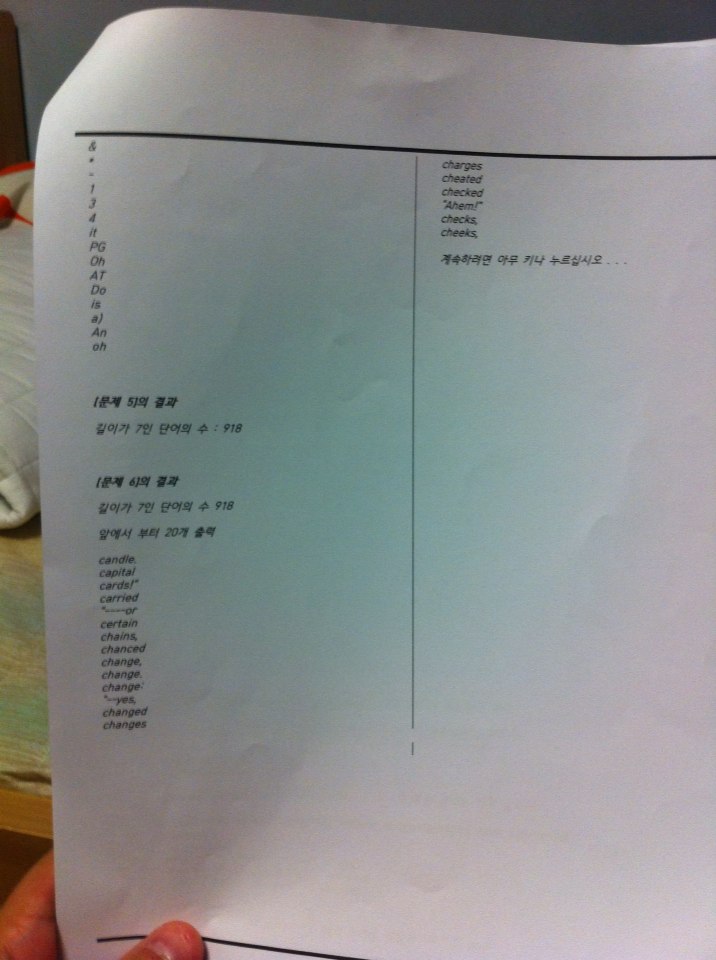 &
*
-
1
3
4
it
PG
Oh
AT
Do
is
a)
An
oh
[문제 5]의 결과
길이가 7인 단어의 수 : 918
[문제 6]의 결과
길이가 7인 단어의 수 918
앞에서 부터 20개 출력
candle.
capital
cards!"
carried
"----or
certain
chains,
chanced
change,
change.
change:
"--yes,
changed
changes
charges
cheated
checked
"Ahem!"
checks,
cheeks,
계속하려면 아무 키나 누르십시오 . . .